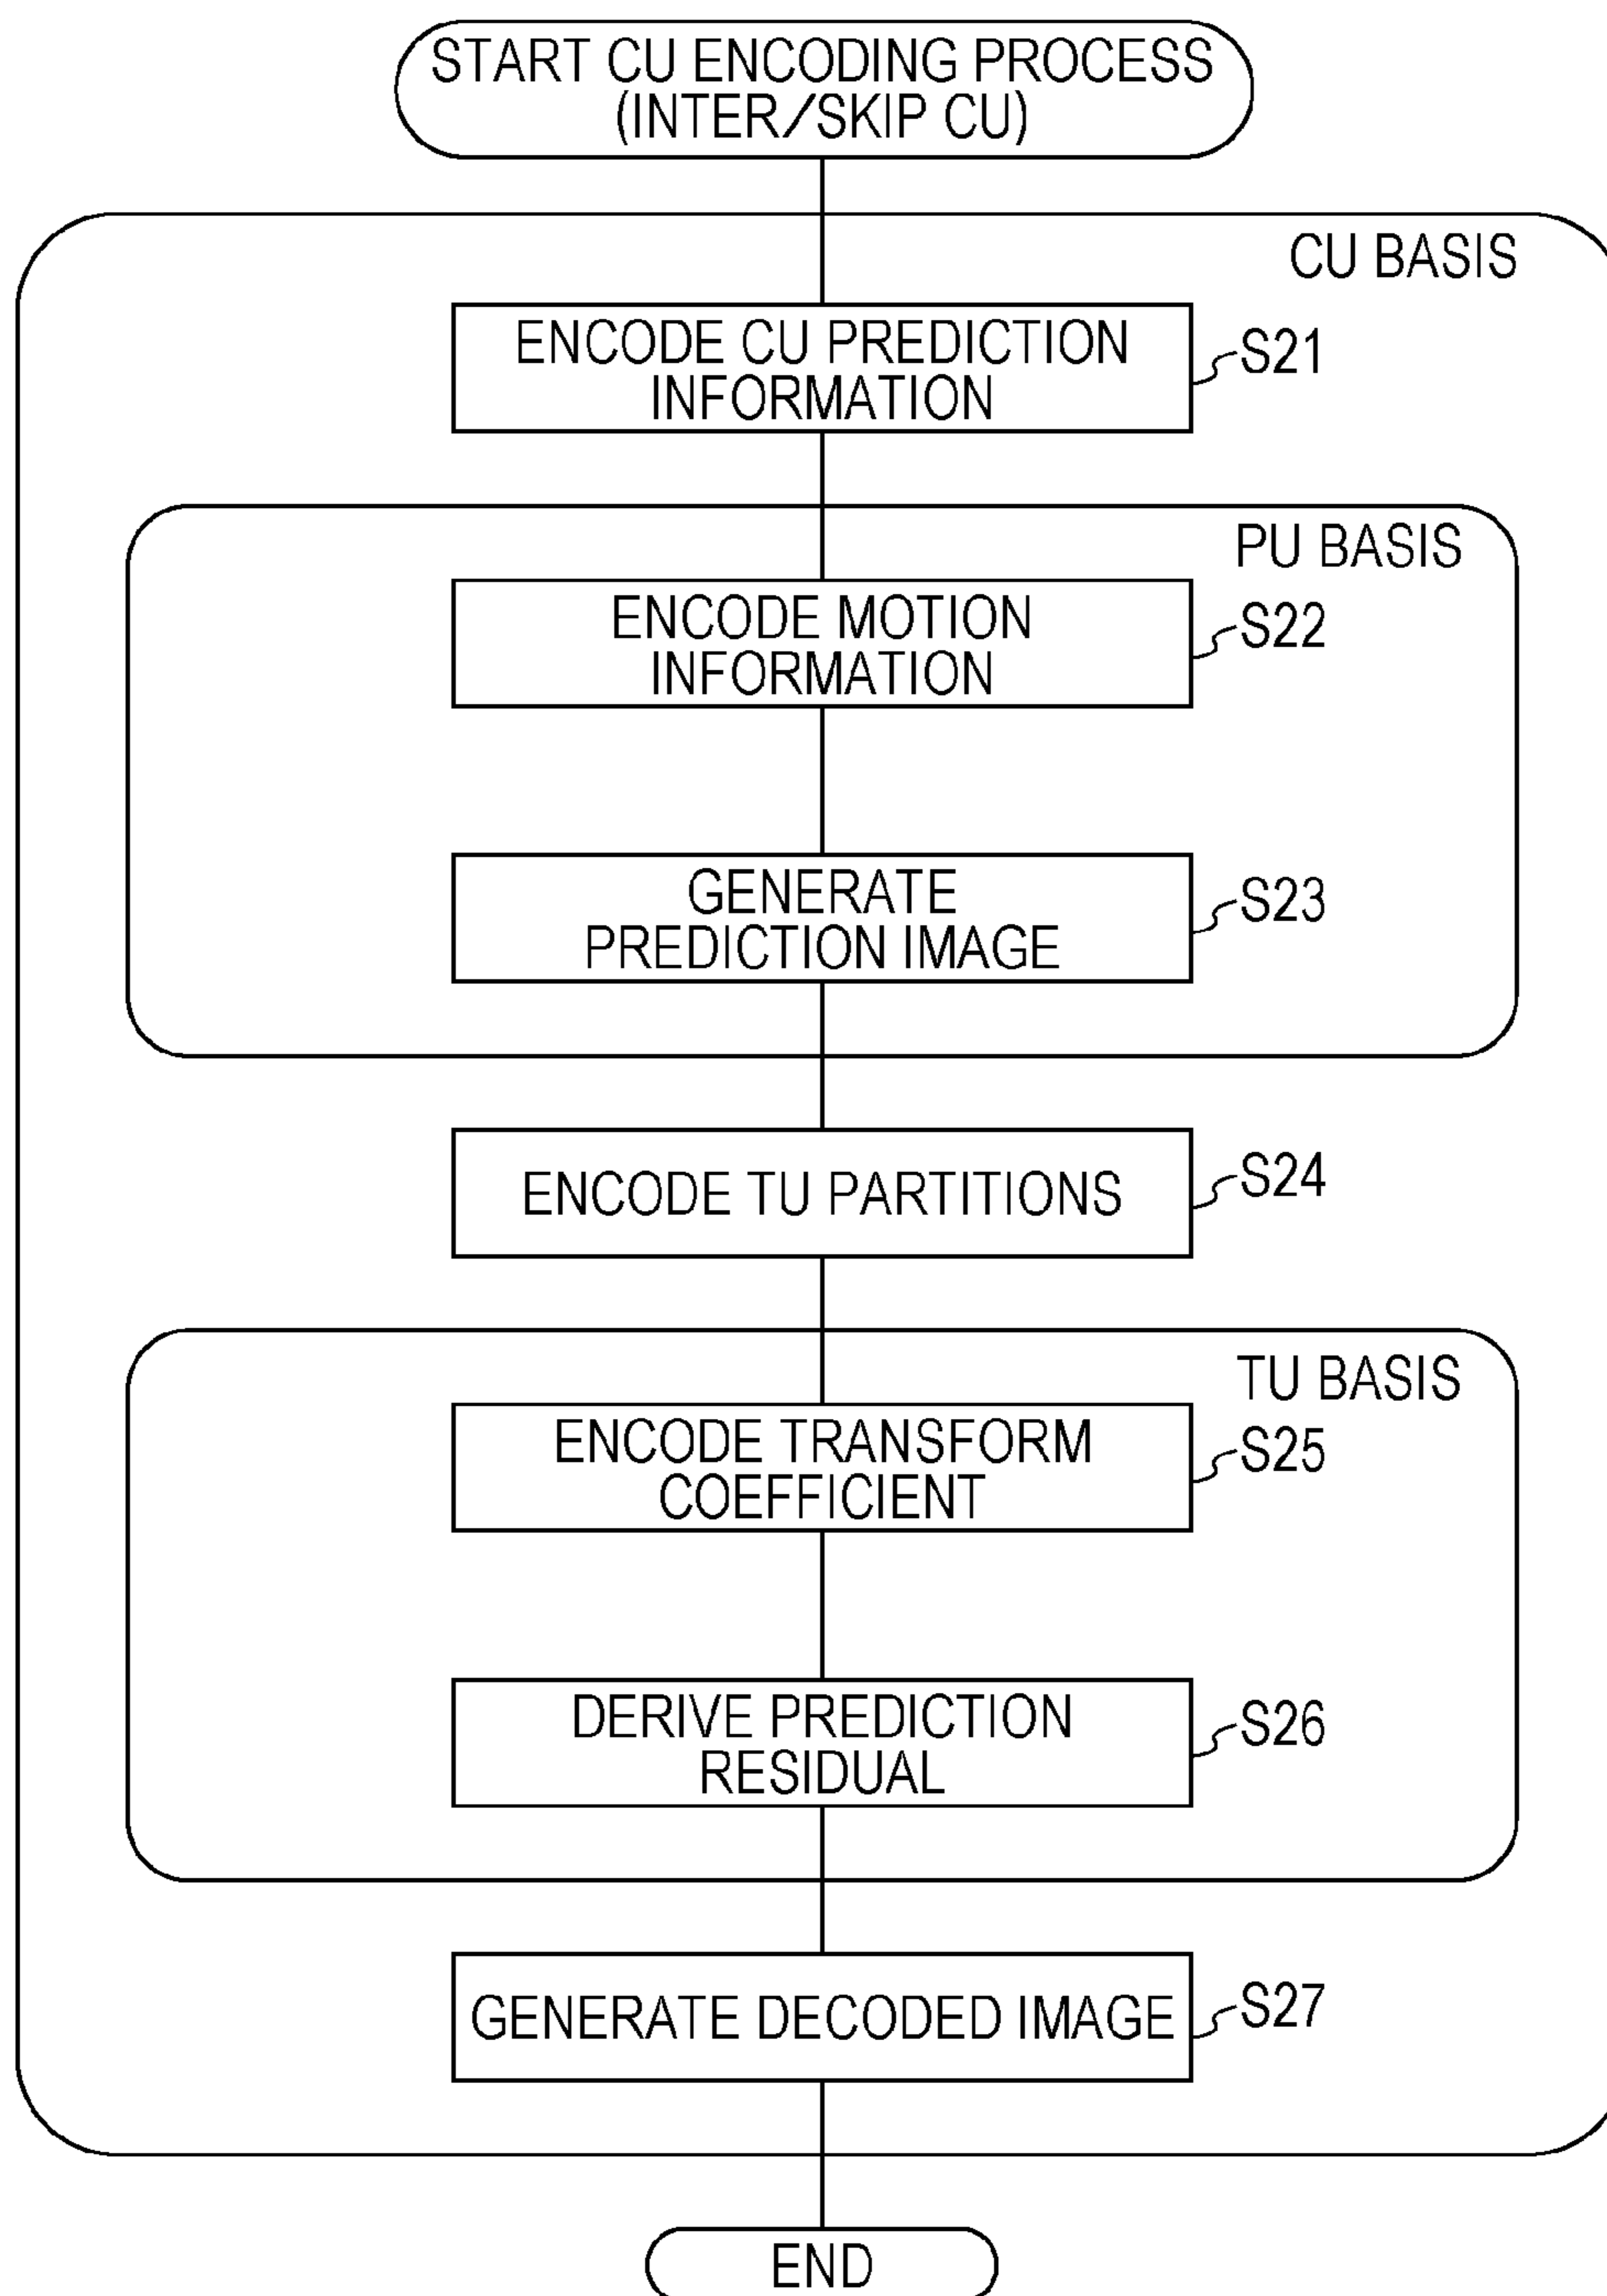 START CU ENCODING PROCESS
(INTER/SKIP CU)
CU BASIS
ENCODE CU PREDICTION
INFORMATION
S21
PU BASIS
ENCODE MOTION
INFORMATION
S22
GENERATE
PREDICTION IMAGE
S23
ENCODE TU PARTITIONS
S24
TU BASIS
ENCODE TRANSFORM
COEFFICIENT
S25
DERIVE PREDICTION
RESIDUAL
S26
GENERATE DECODED IMAGE
S27
END